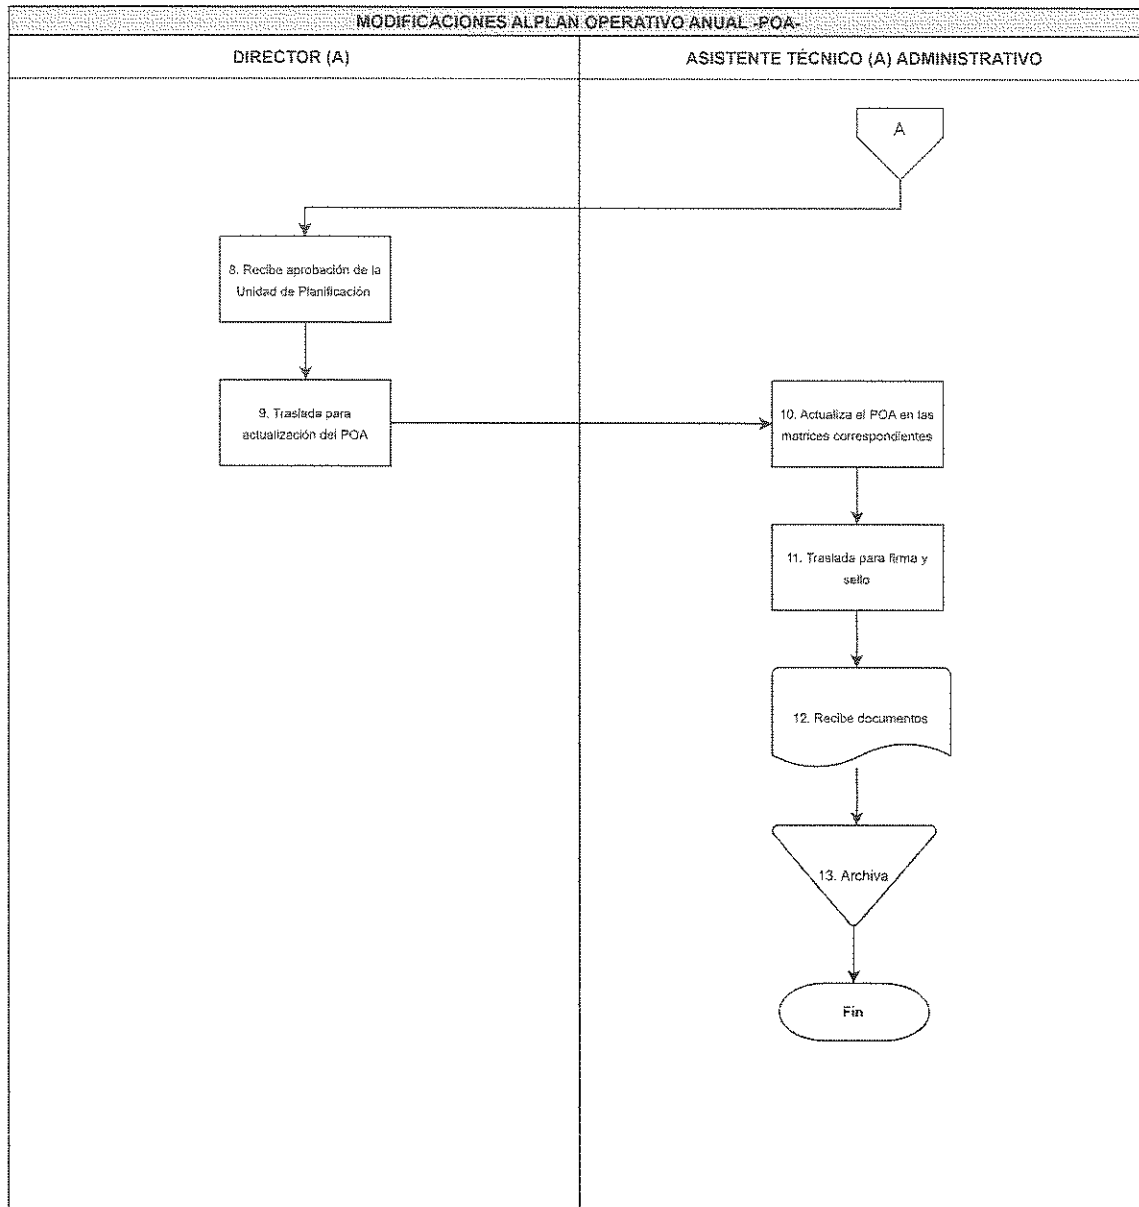 MODIFICACIONES ALPLAN OPERATIVO ANUAL -POA-
DIRECTOR (A)
ASISTENTE TÉCNICO (A) ADMINISTRATIVO
A
8. Recibe aprobación de la
Unidad de Planificación
9. Traslada para
actualización del POA
10. Actualiza el POA en las
matrices correspondientes
11. Traslada para firma y
sello
12. Recibe documentos
13. Archiva
Fin